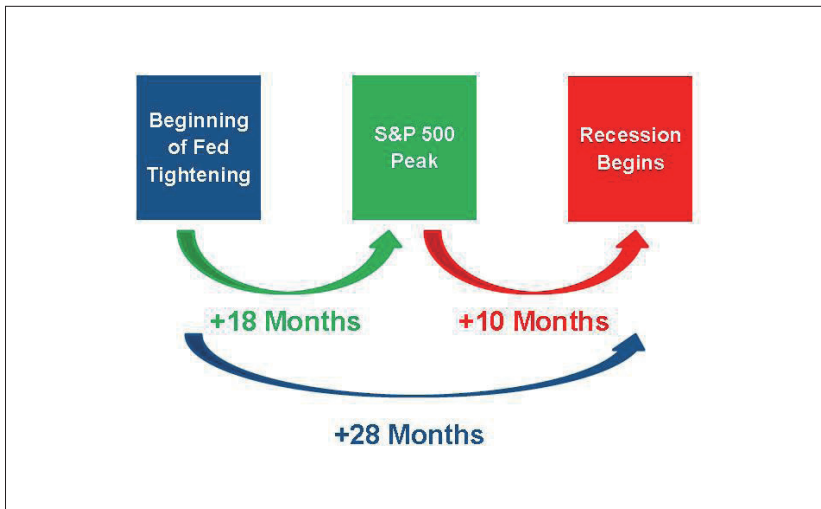 Beginning
of Fed
Tightening
S&P 500
Peak
Recession
Begins
+18 Months
+10 Months
+28 Months